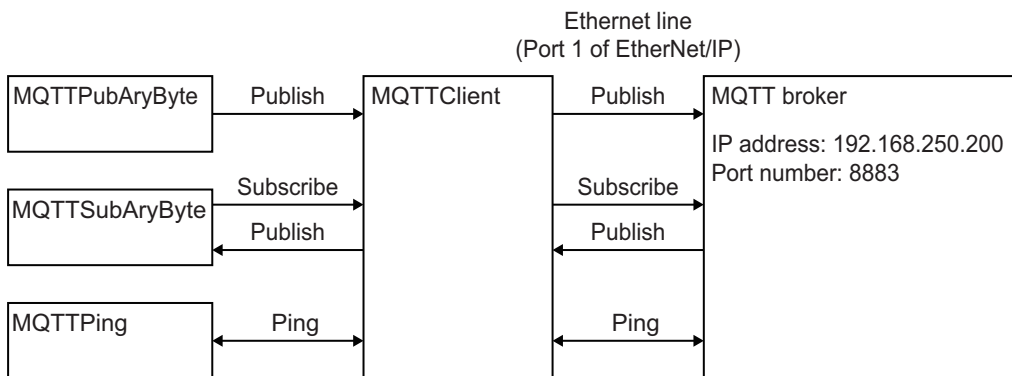 Ethernet line
(Port 1 of EtherNet/IP)
MQTTPubAryByte
Publish
MQTTClient
Publish
MQTT broker
IP address: 192.168.250.200
Port number: 8883
MQTTSubAryByte
Subscribe
Publish
Subscribe
Publish
MQTTPing
Ping
Ping